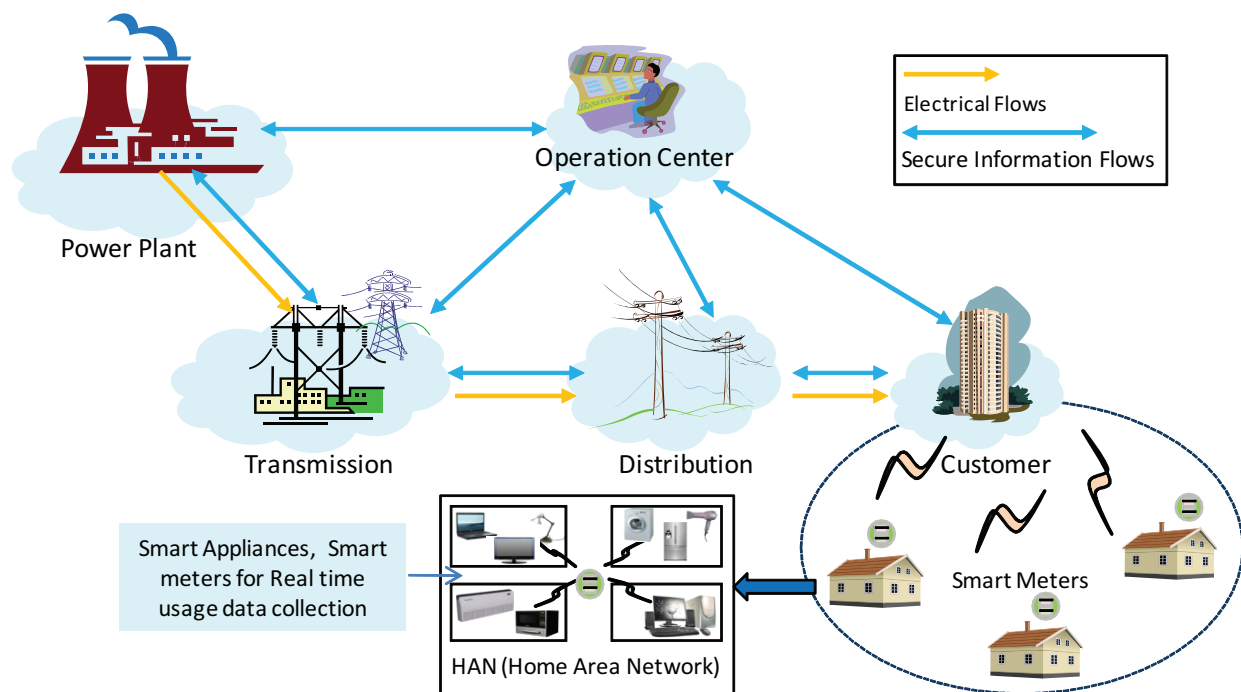 Operation Center
Electrical Flows
Secure Information Flows
Power Plant
Transmission
Distribution
Customer
Smart Appliances, Smart
meters for Real time
usage data collection
Smart Meters
HAN (Home Area Network)